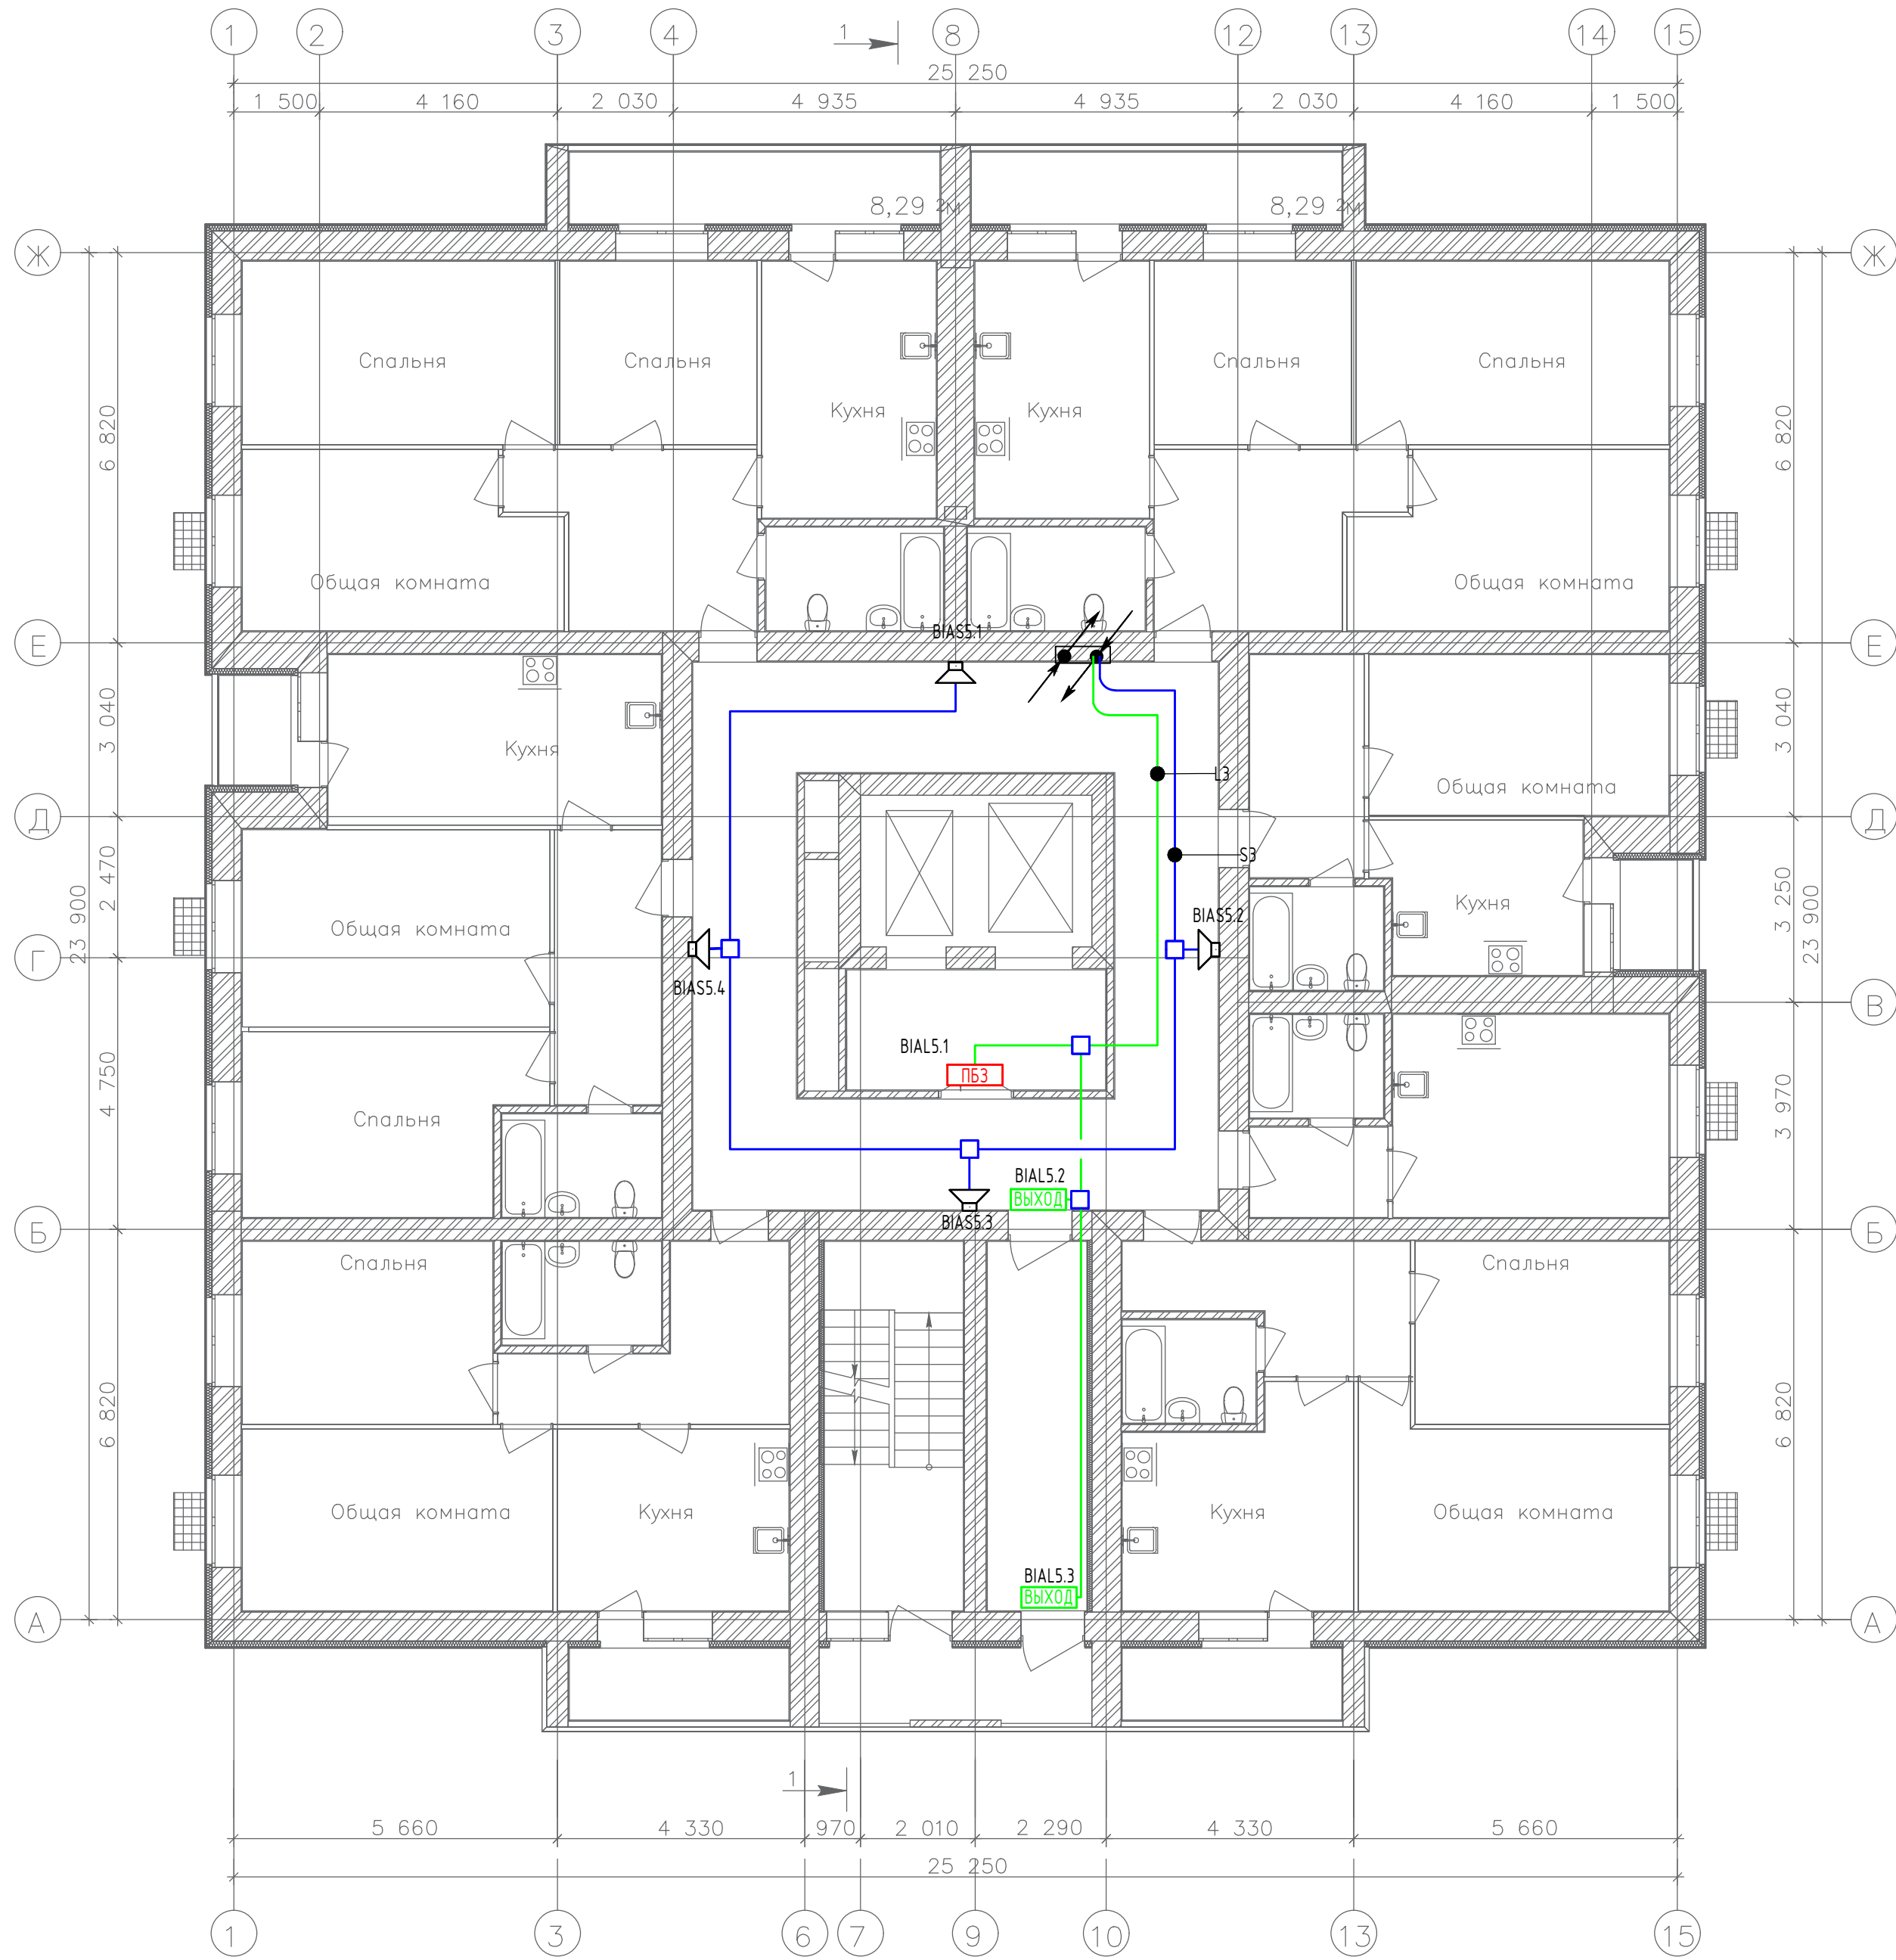 1 2 3 4 8 12 13 14 15
1
25 250
1 500 4 160 2 030 4 935 4 935 2 030 4 160 1 500
8,29 2м 8,29 2м
Ж Ж
Спальня Спальня Спальня Спальня
Кухня Кухня
6 820 6 820
Общая комната Общая комната
BIAS5.1
Е Е
3 040 3 040
Кухня
L3
Общая комната
Д Д
S3
2 470
Кухня 3 250
BIAS5.2
23 900 23 900
Общая комната
Г
BIAS5.4
В
BIAL5.1
ПБЗ
4 750
Спальня
3 970
BIAL5.2
ВЫХОД
BIAS5.3
Б Б
Спальня Спальня
6 820 6 820
Общая комната Кухня Кухня Общая комната
BIAL5.3
ВЫХОД
А А
1
5 660 4 330 970 2 010 2 290 4 330 5 660
25 250
1 3 6 7 9 10 13 15